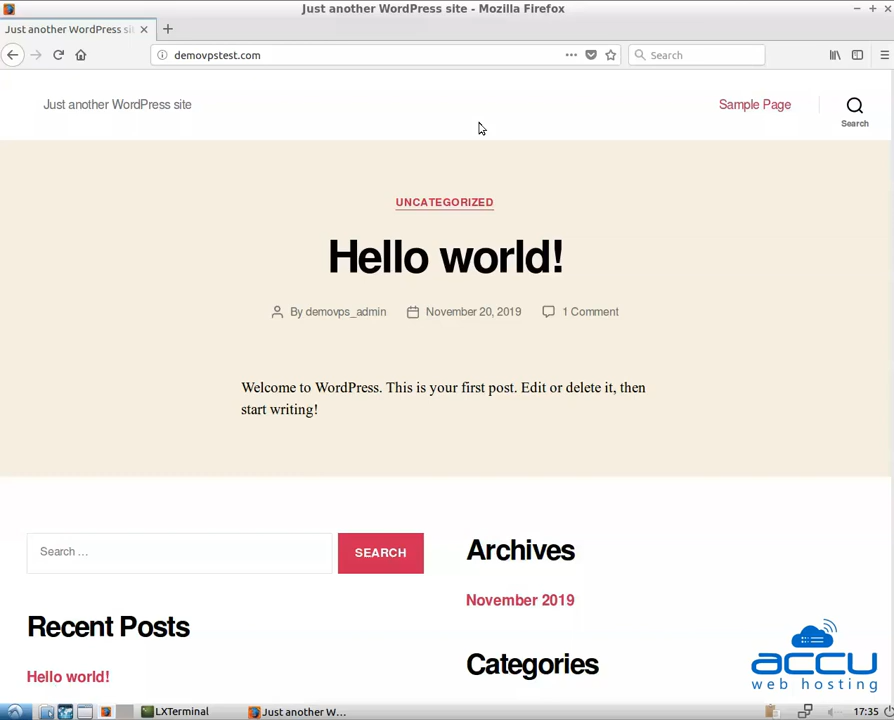 Just another WordPress site - Mozilla Firefox
Just another WordPress sit
demovpstest.com
Search
Just another WordPress site
Sample Page
Search
UNCATEGORIZED
Hello world!
By demovps_admin November 20, 2019 1 Comment
Welcome to WordPress. This is your first post. Edit or delete it, then
start writing!
Search …
SEARCH
Recent Posts
Hello world!
Archives
November 2019
Categories
accu
web hosting
LXTerminal
Just another W...
17:35